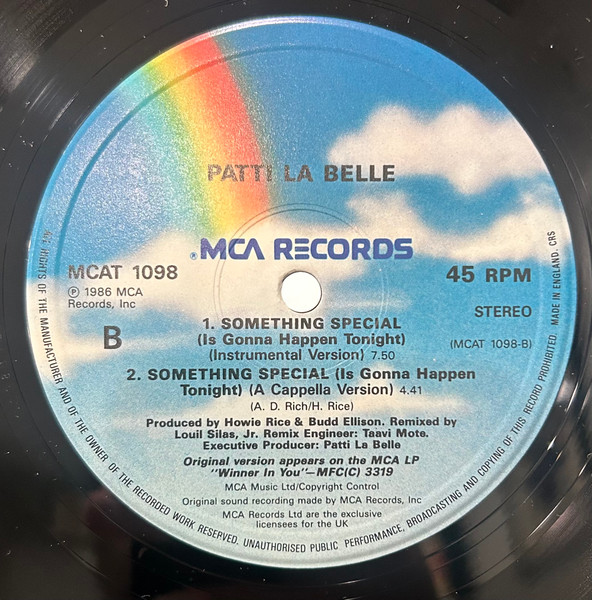 PATTI LA BELLE
®MCA RECORDS
MCAT 1098
℗ 1986 MCA
Records, Inc
45 RPM
B
STEREO
(MCAT 1098-B)
1. SOMETHING SPECIAL
(Is Gonna Happen Tonight)
(Instrumental Version) 7.50
2. SOMETHING SPECIAL (Is Gonna Happen
Tonight) (A Cappella Version) 4.41
(A. D. Rich/H. Rice)
Produced by Howie Rice & Budd Ellison. Remixed by
Louil Silas, Jr. Remix Engineer: Taavi Mote.
Executive Producer: Patti La Belle
Original version appears on the MCA LP
"Winner In You"–MFC(C) 3319
MCA Music Ltd/Copyright Control
Original sound recording made by MCA Records, Inc
MCA Records Ltd are the exclusive
licensees for the UK
ALL RIGHTS OF THE MANUFACTURER AND OF THE OWNER OF THE RECORDED WORK RESERVED. UNAUTHORISED PUBLIC PERFORMANCE, BROADCASTING AND COPYING OF THIS RECORD PROHIBITED. MADE IN ENGLAND. CRS